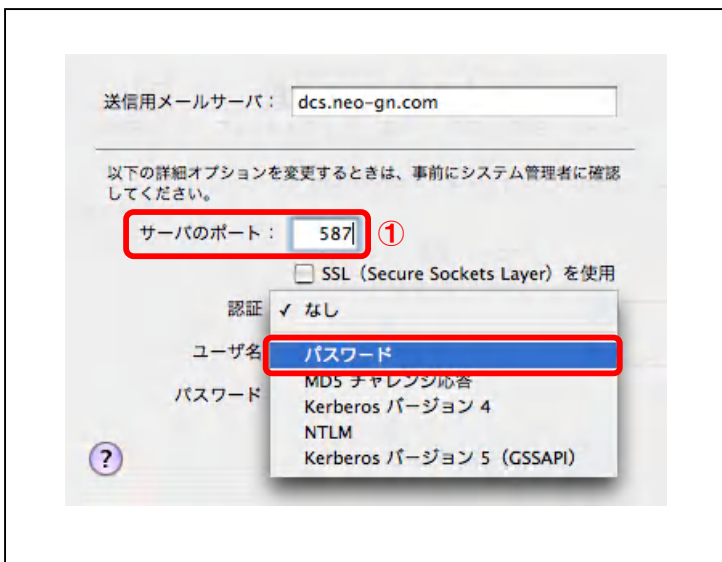 送信用メールサーバ： dcs.neo-gn.com
以下の詳細オプションを変更するときは、事前にシステム管理者に確認
してください。
サーバのポート： 587 ①
SSL（Secure Sockets Layer）を使用
認証 ✓ なし
ユーザ名 パスワード
MD5 チャレンジ応答
パスワード
Kerberos バージョン 4
NTLM
? Kerberos バージョン 5（GSSAPI）